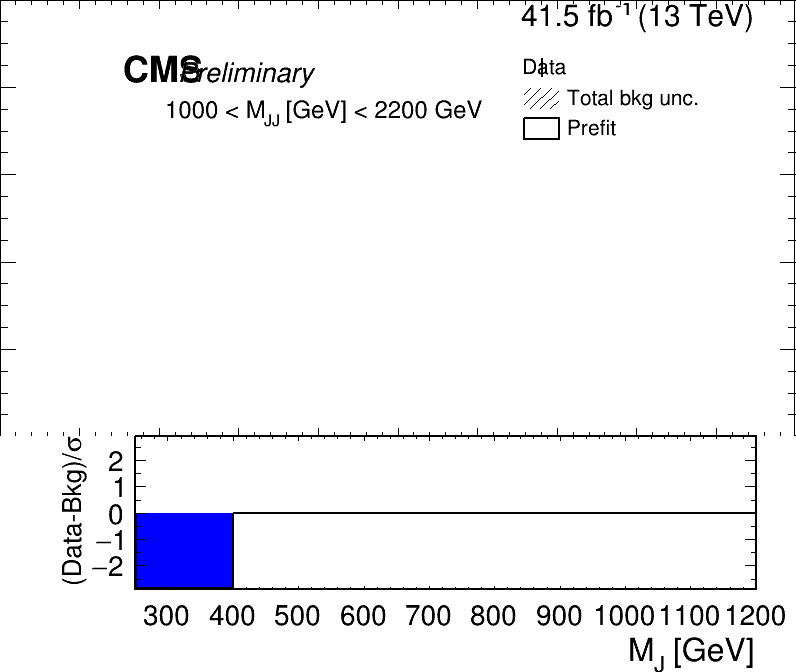 41.5 fb⁻¹ (13 TeV)
CMS Preliminary
1000 < M_JJ [GeV] < 2200 GeV
Data
Total bkg unc.
Prefit
(Data-Bkg)/σ
2
1
0
−1
−2
300 400 500 600 700 800 900 1000 1100 1200
M_J [GeV]